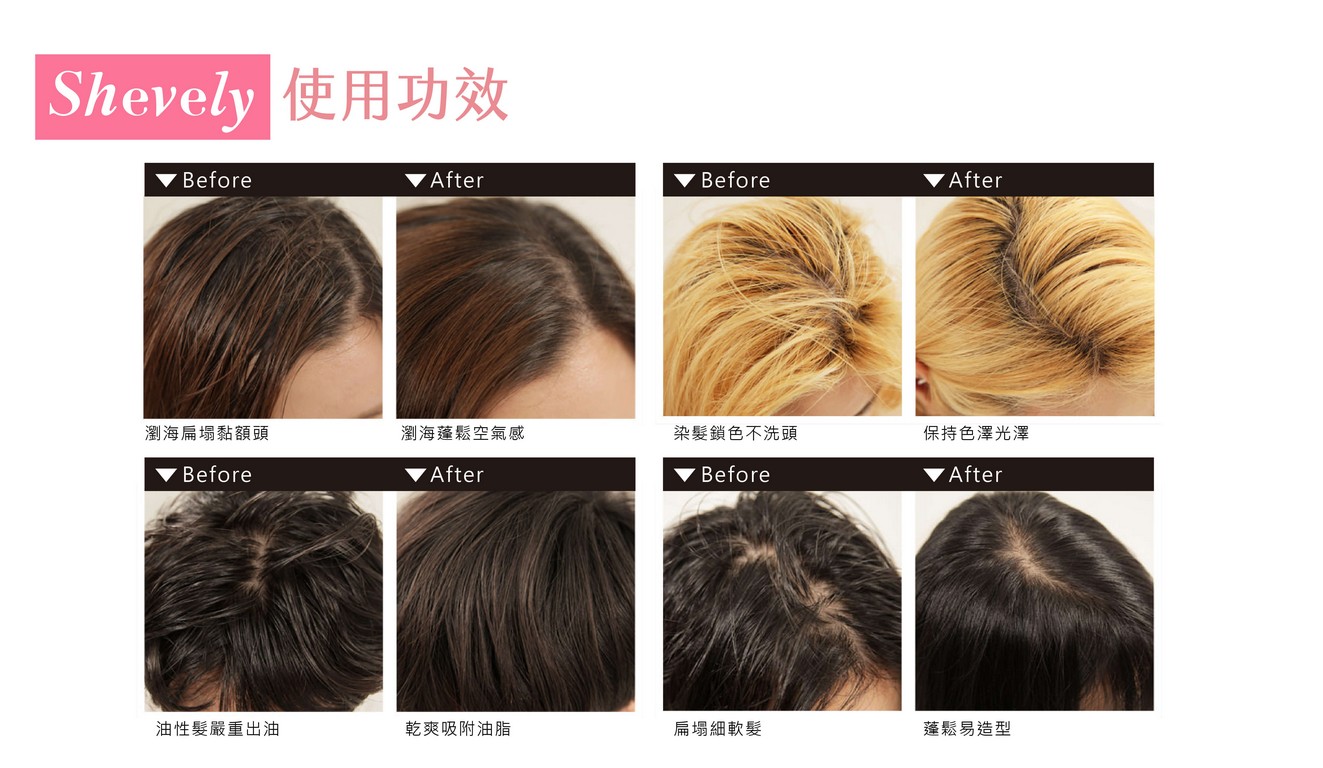 Shevely 使用功效
▼Before ▼After
▼Before ▼After
瀏海扁塌黏額頭 瀏海蓬鬆空氣感
染髮鎖色不洗頭 保持色澤光澤
▼Before ▼After
▼Before ▼After
油性髮嚴重出油 乾爽吸附油脂
扁塌細軟髮 蓬鬆易造型